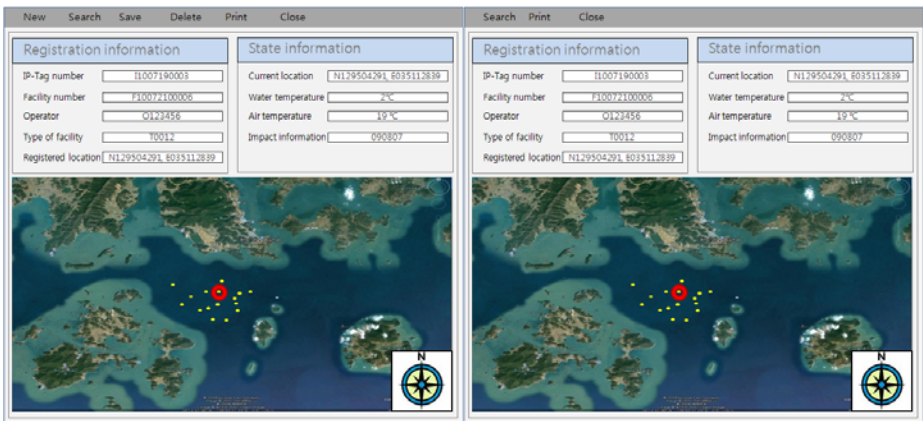 New Search Save Delete Print Close
Registration information
IP-Tag number I1007190003
Facility number F10072100006
Operator O123456
Type of facility T0012
Registered location N129504291, E035112839
State information
Current location N129504291, E035112839
Water temperature 2℃
Air temperature 19 ℃
Impact information 090807
N
Search Print Close
Registration information
IP-Tag number I1007190003
Facility number F10072100006
Operator O123456
Type of facility T0012
Registered location N129504291, E035112839
State information
Current location N129504291, E035112839
Water temperature 2℃
Air temperature 19 ℃
Impact information 090807
N